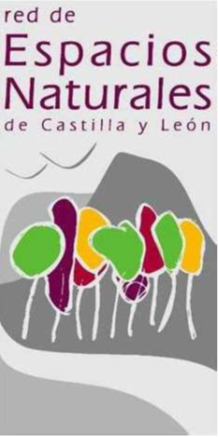 red de
Espacios
Naturales
de Castilla y León